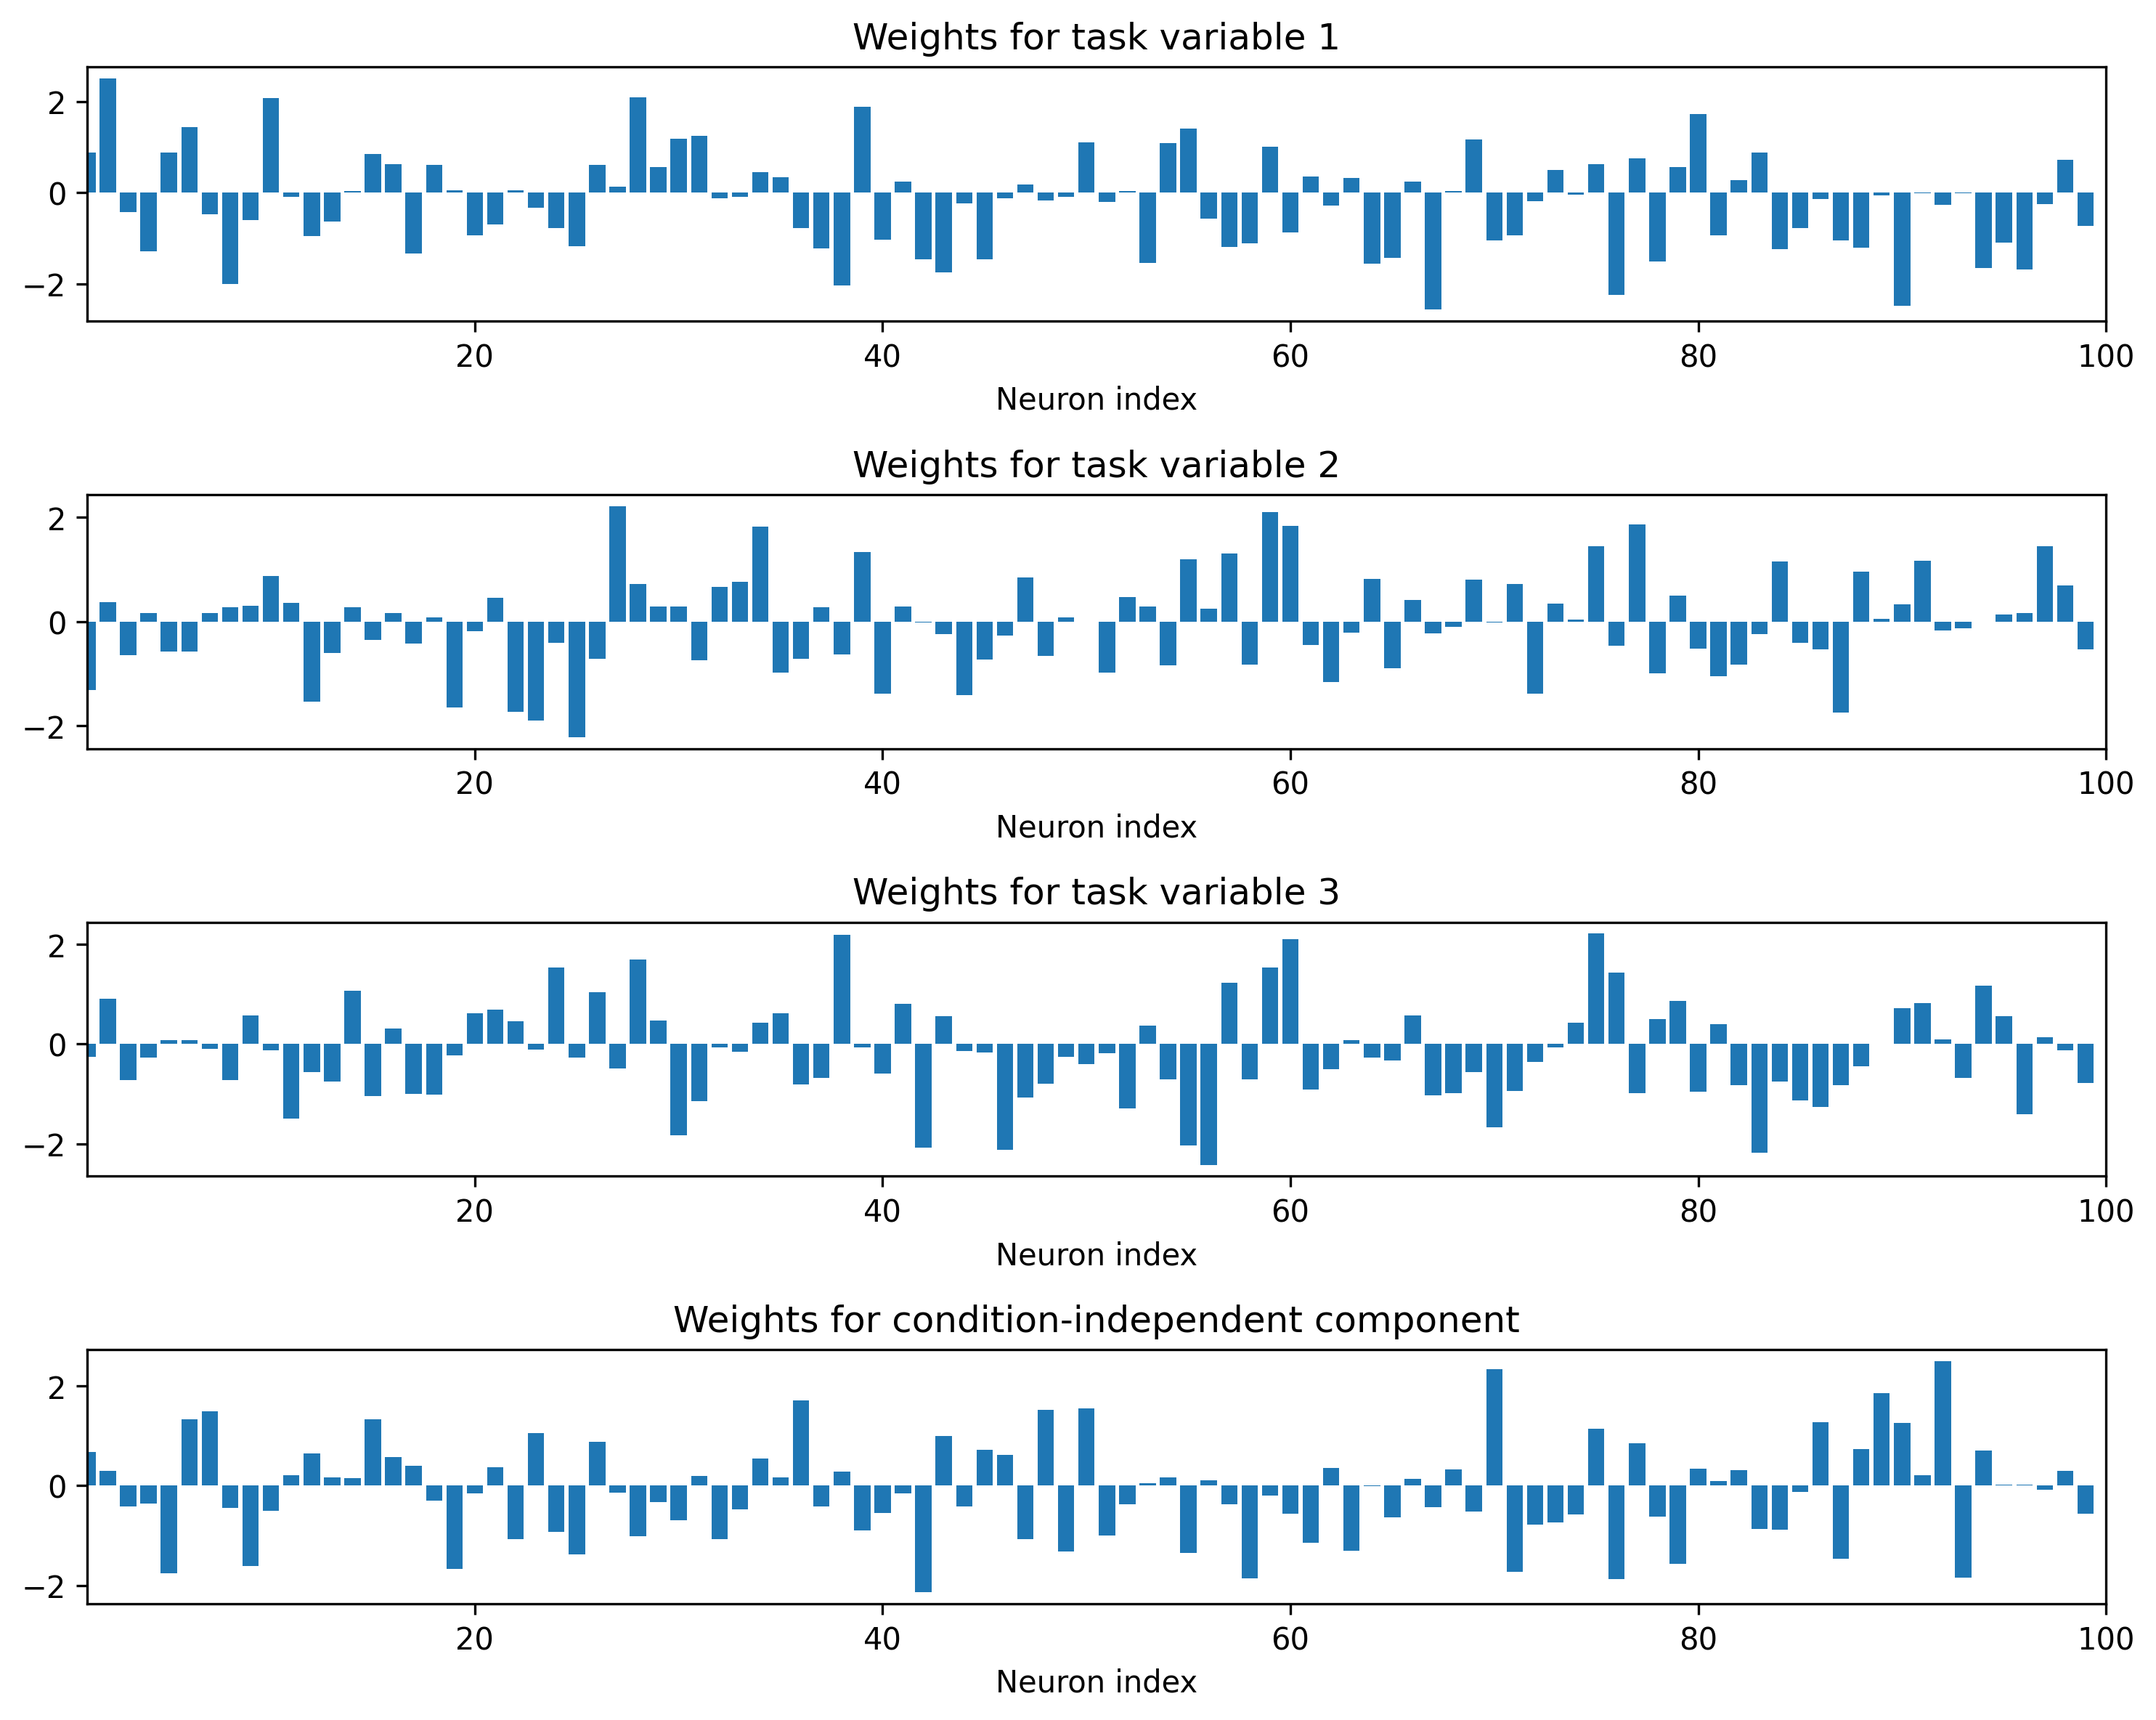 Weights for task variable 1
2
0
−2
20 40 60 80 100
Neuron index
Weights for task variable 2
2
0
−2
20 40 60 80 100
Neuron index
Weights for task variable 3
2
0
−2
20 40 60 80 100
Neuron index
Weights for condition-independent component
2
0
−2
20 40 60 80 100
Neuron index